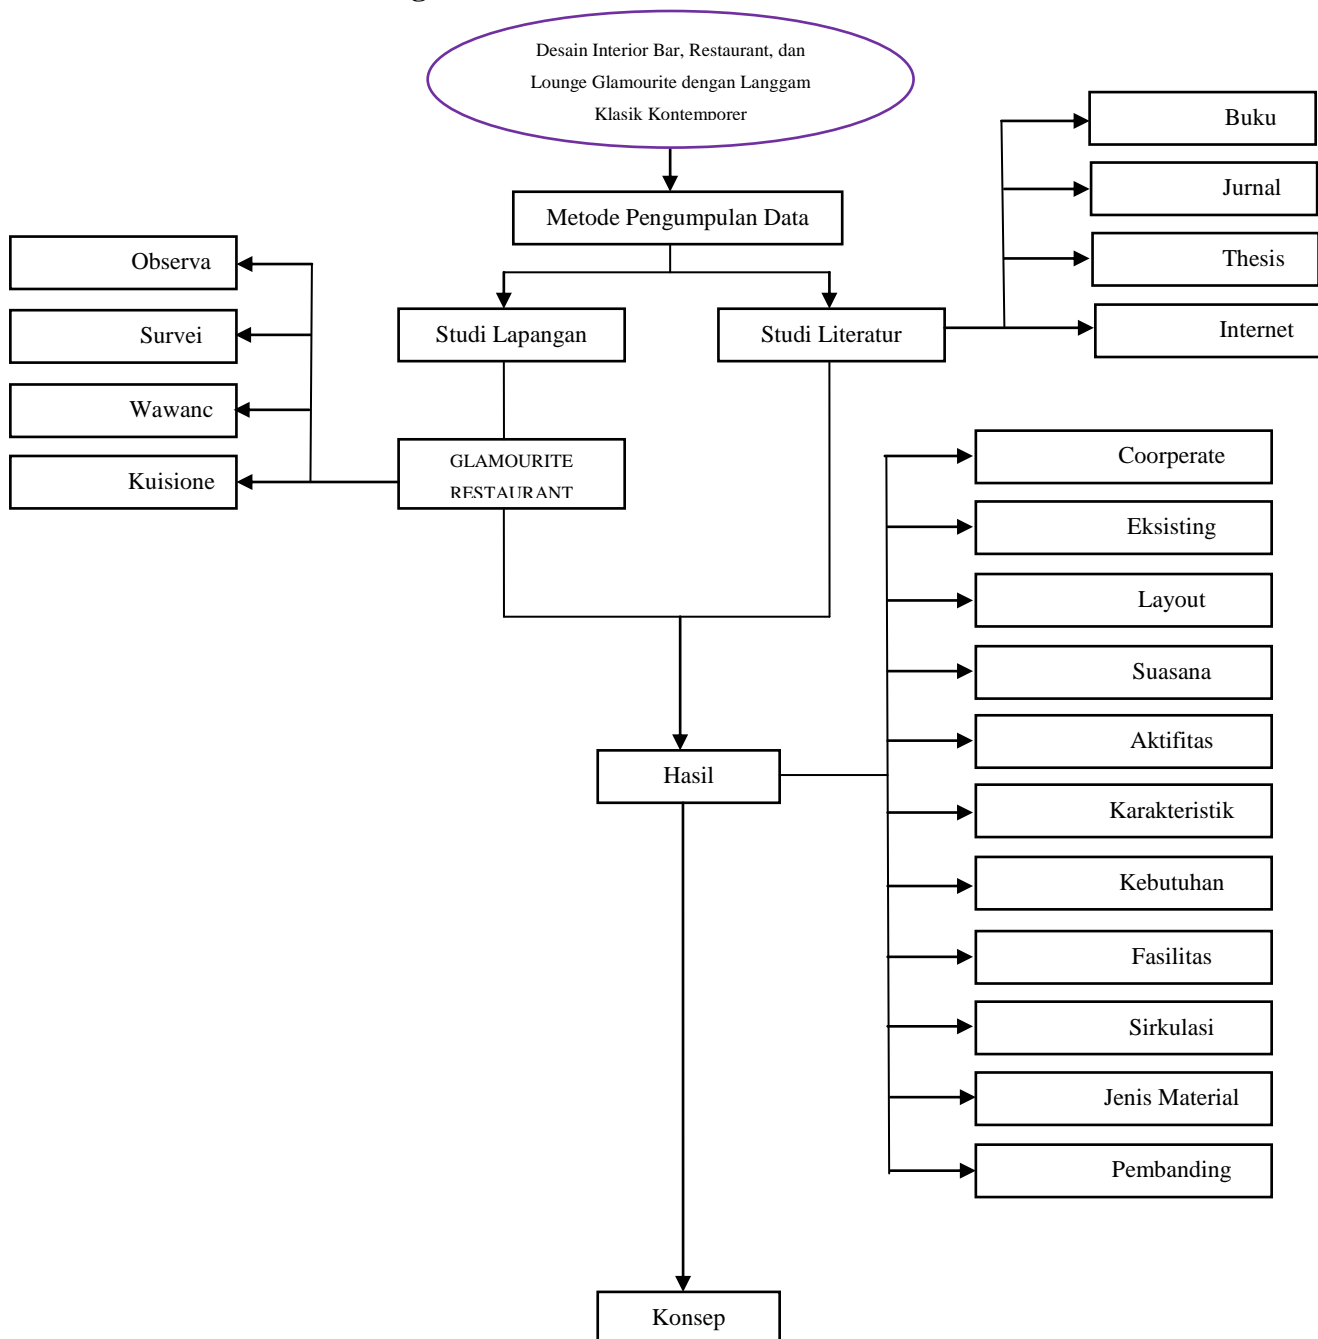 g
Desain Interior Bar, Restaurant, dan
Lounge Glamourite dengan Langgam
Klasik Kontemporer
Metode Pengumpulan Data
Studi Lapangan
Studi Literatur
Buku
Jurnal
Thesis
Internet
Observa
Survei
Wawanc
Kuisione
GLAMOURITE
RESTAURANT
Hasil
Coorperate
Eksisting
Layout
Suasana
Aktifitas
Karakteristik
Kebutuhan
Fasilitas
Sirkulasi
Jenis Material
Pembanding
Konsep